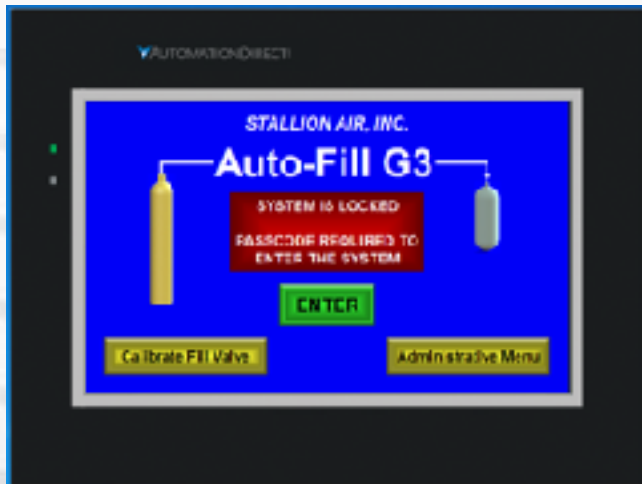 AUTOMATIONDIRECT
STALLION AIR, INC.
Auto-Fill G3
SYSTEM IS LOCKED
PASSCODE REQUIRED TO
ENTER THE SYSTEM
ENTER
Calibrate Fill Valve
Administrative Menu